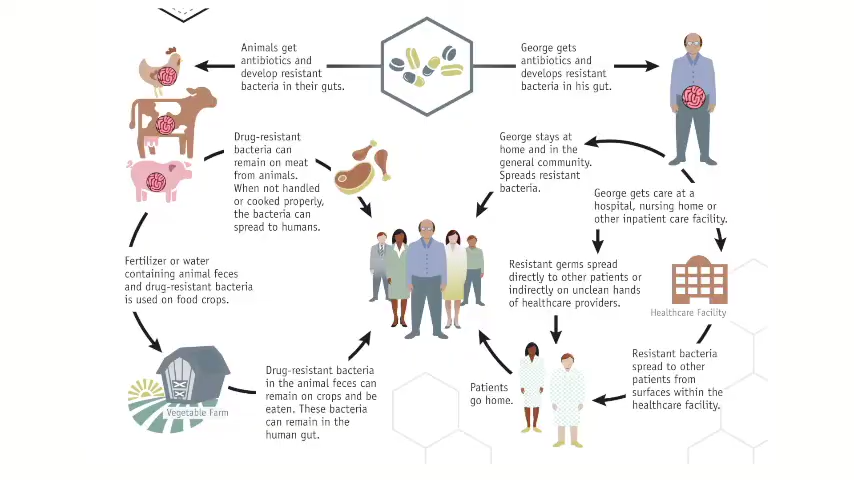 Animals get
antibiotics and
develop resistant
bacteria in their guts.
George gets
antibiotics and
develops resistant
bacteria in his gut.
Drug-resistant
bacteria can
remain on meat
from animals.
When not handled
or cooked properly,
the bacteria can
spread to humans.
George stays at
home and in the
general community.
Spreads resistant
bacteria.
George gets care at a
hospital, nursing home or
other inpatient care facility.
Fertilizer or water
containing animal feces
and drug-resistant bacteria
is used on food crops.
Resistant germs spread
directly to other patients or
indirectly on unclean hands
of healthcare providers.
Healthcare Facility
Drug-resistant bacteria
in the animal feces can
remain on crops and be
eaten. These bacteria
can remain in the
human gut.
Vegetable Farm
Patients
go home.
Resistant bacteria
spread to other
patients from
surfaces within the
healthcare facility.